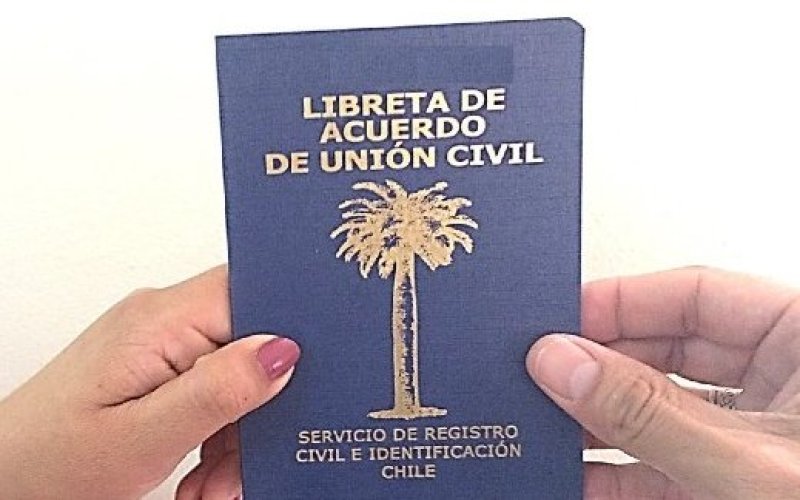 LIBRETA DE
ACUERDO
DE UNIÓN CIVIL
SERVICIO DE REGISTRO
CIVIL E IDENTIFICACIÓN
CHILE